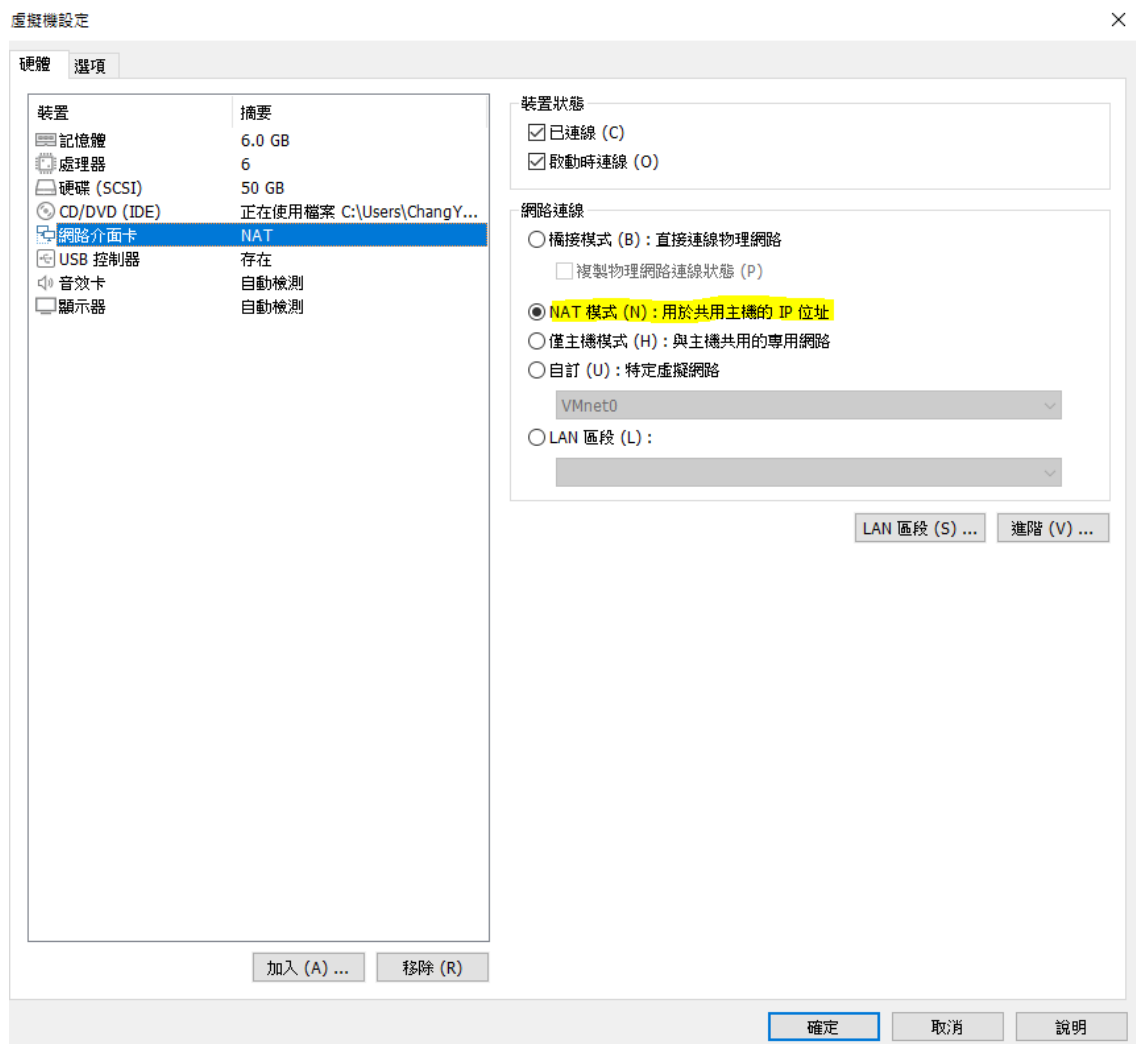 虛擬機設定
硬體 選項
裝置 摘要
記憶體 6.0 GB
處理器 6
硬碟 (SCSI) 50 GB
CD/DVD (IDE) 正在使用檔案 C:\Users\ChangY...
網路介面卡 NAT
USB 控制器 存在
音效卡 自動檢測
顯示器 自動檢測
加入 (A) ... 移除 (R)
裝置狀態
已連線 (C)
啟動時連線 (O)
網路連線
橋接模式 (B)：直接連線物理網路
複製物理網路連線狀態 (P)
NAT 模式 (N)：用於共用主機的 IP 位址
僅主機模式 (H)：與主機共用的專用網路
自訂 (U)：特定虛擬網路
VMnet0
LAN 區段 (L)：
LAN 區段 (S) ... 進階 (V) ...
確定 取消 說明